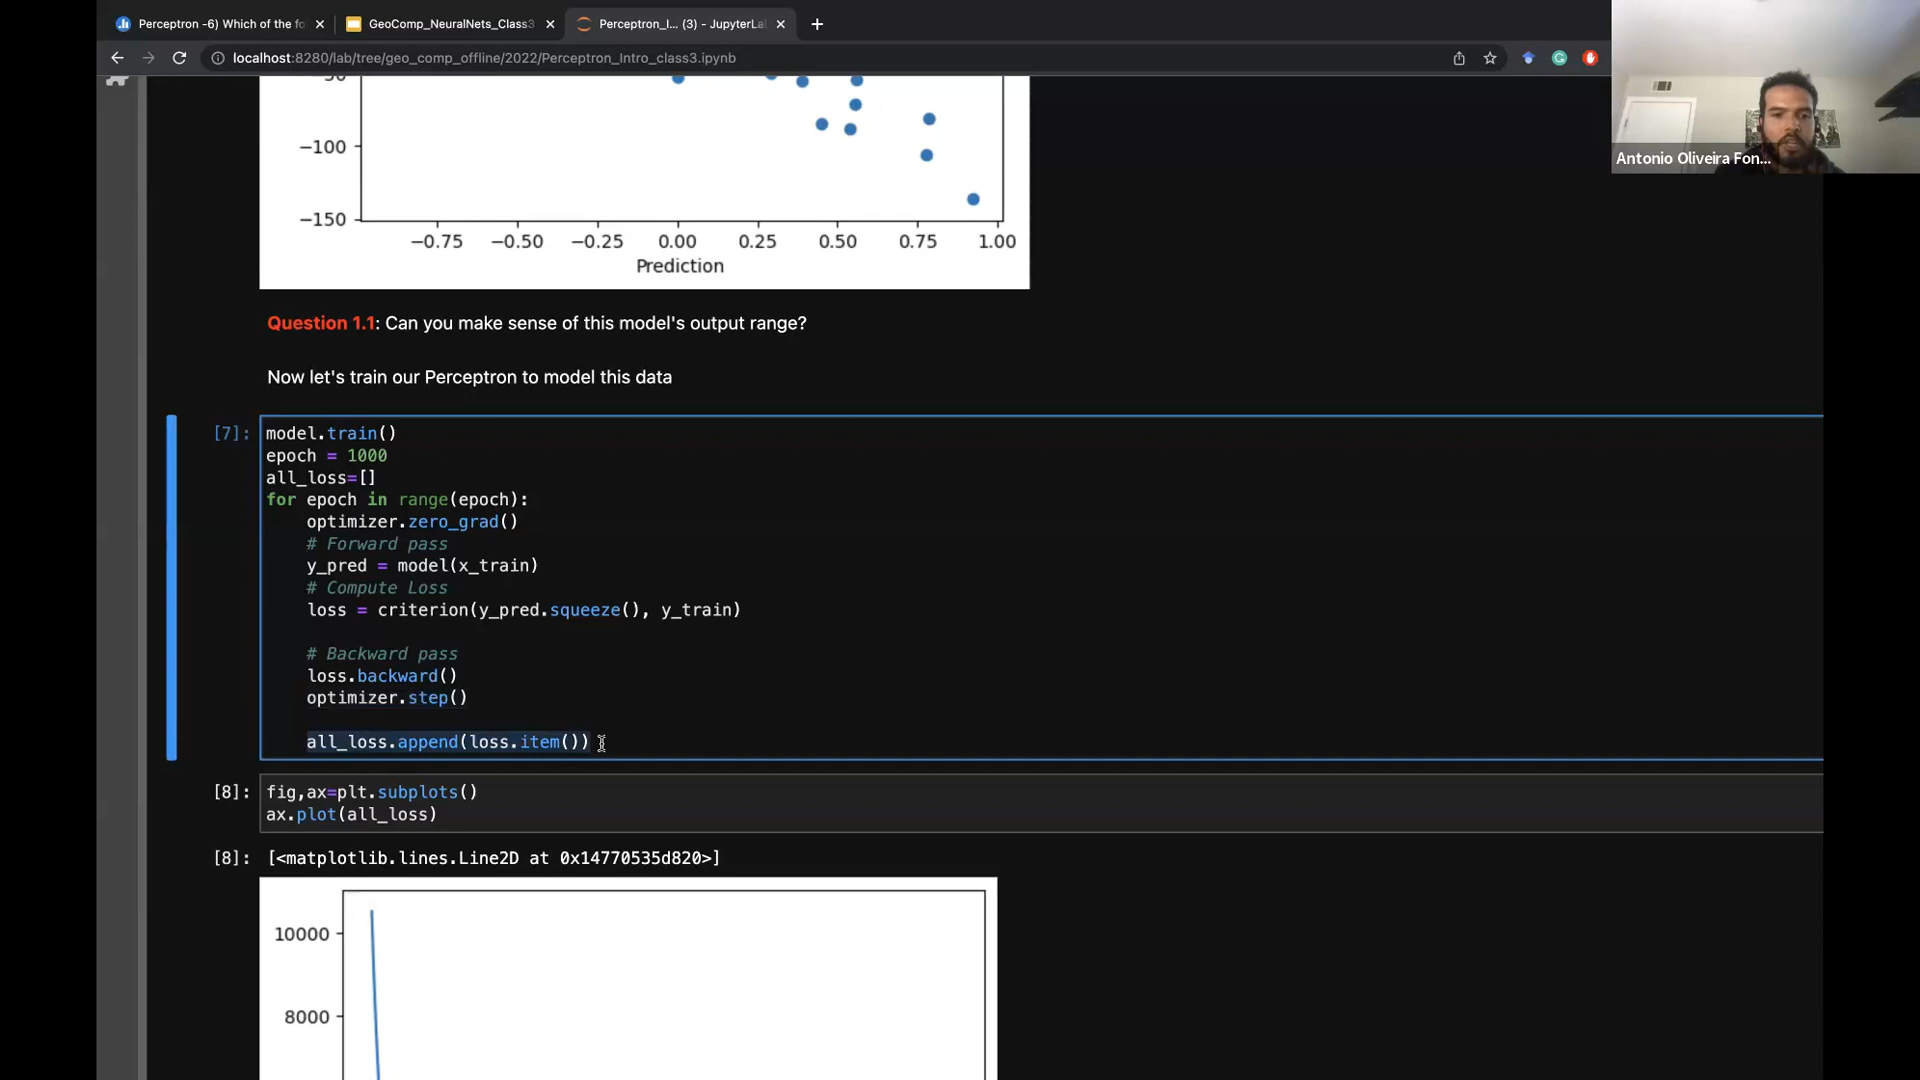 Perceptron -6) Which of the fo
GeoComp_NeuralNets_Class3
Perceptron_I... (3) - JupyterLa
localhost:8280/lab/tree/geo_comp_offline/2022/Perceptron_Intro_class3.ipynb
Antonio Oliveira Fon...
−100
−150
−0.75 −0.50 −0.25 0.00 0.25 0.50 0.75 1.00
Prediction
Question 1.1: Can you make sense of this model's output range?
Now let's train our Perceptron to model this data
[7]: model.train()
epoch = 1000
all_loss=[]
for epoch in range(epoch):
optimizer.zero_grad()
# Forward pass
y_pred = model(x_train)
# Compute Loss
loss = criterion(y_pred.squeeze(), y_train)
# Backward pass
loss.backward()
optimizer.step()
all_loss.append(loss.item())
[8]: fig,ax=plt.subplots()
ax.plot(all_loss)
[8]: [<matplotlib.lines.Line2D at 0x14770535d820>]
10000
8000